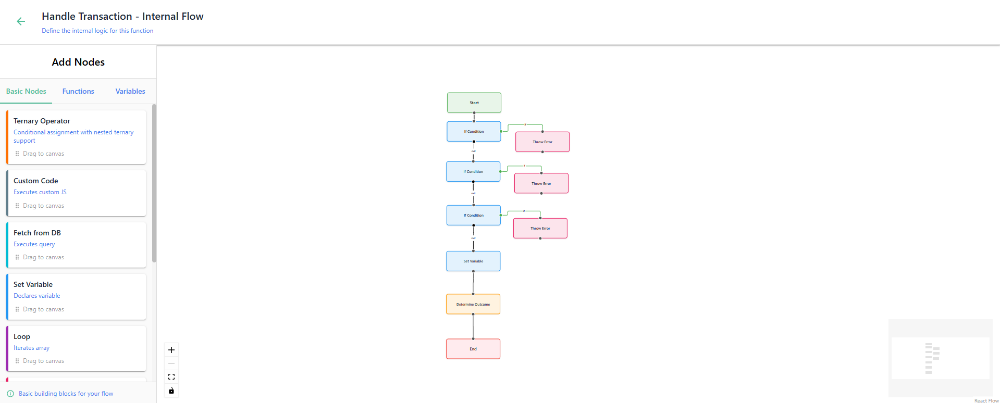 Handle Transaction - Internal Flow
Define the internal logic for this function
Add Nodes
Basic Nodes
Functions
Variables
Ternary Operator
Conditional assignment with nested ternary
support
Drag to canvas
Custom Code
Executes custom JS
Drag to canvas
Fetch from DB
Executes query
Drag to canvas
Set Variable
Declares variable
Drag to canvas
Loop
Iterates array
Drag to canvas
Basic building blocks for your flow
Start
If Condition
if
Throw Error
exit
If Condition
if
Throw Error
exit
If Condition
if
Throw Error
exit
Set Variable
Determine Outcome
End
React Flow